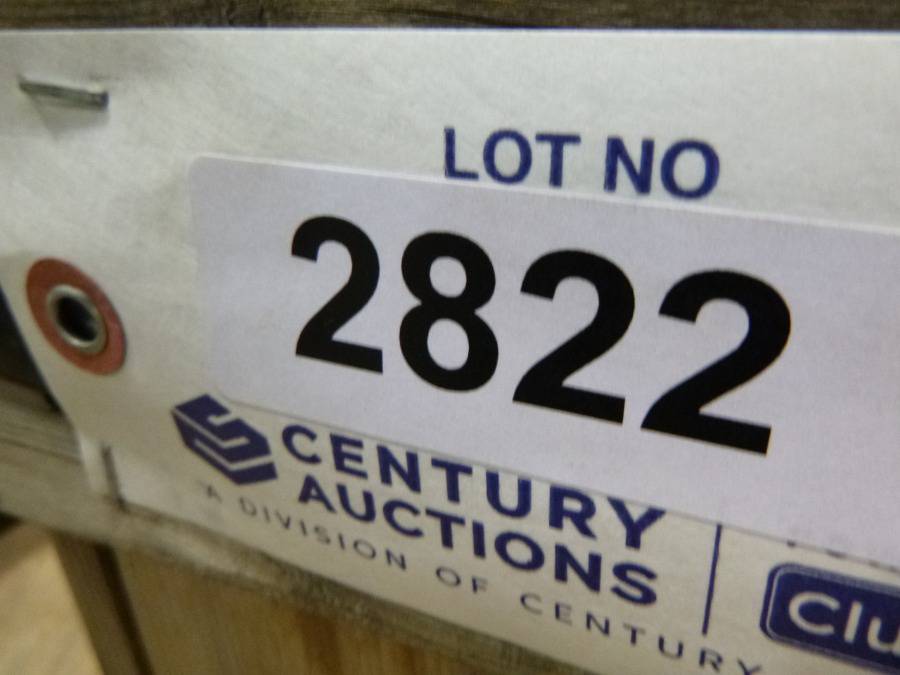 LOT NO
2822
CENTURY
AUCTIONS
A DIVISION OF CENTURY